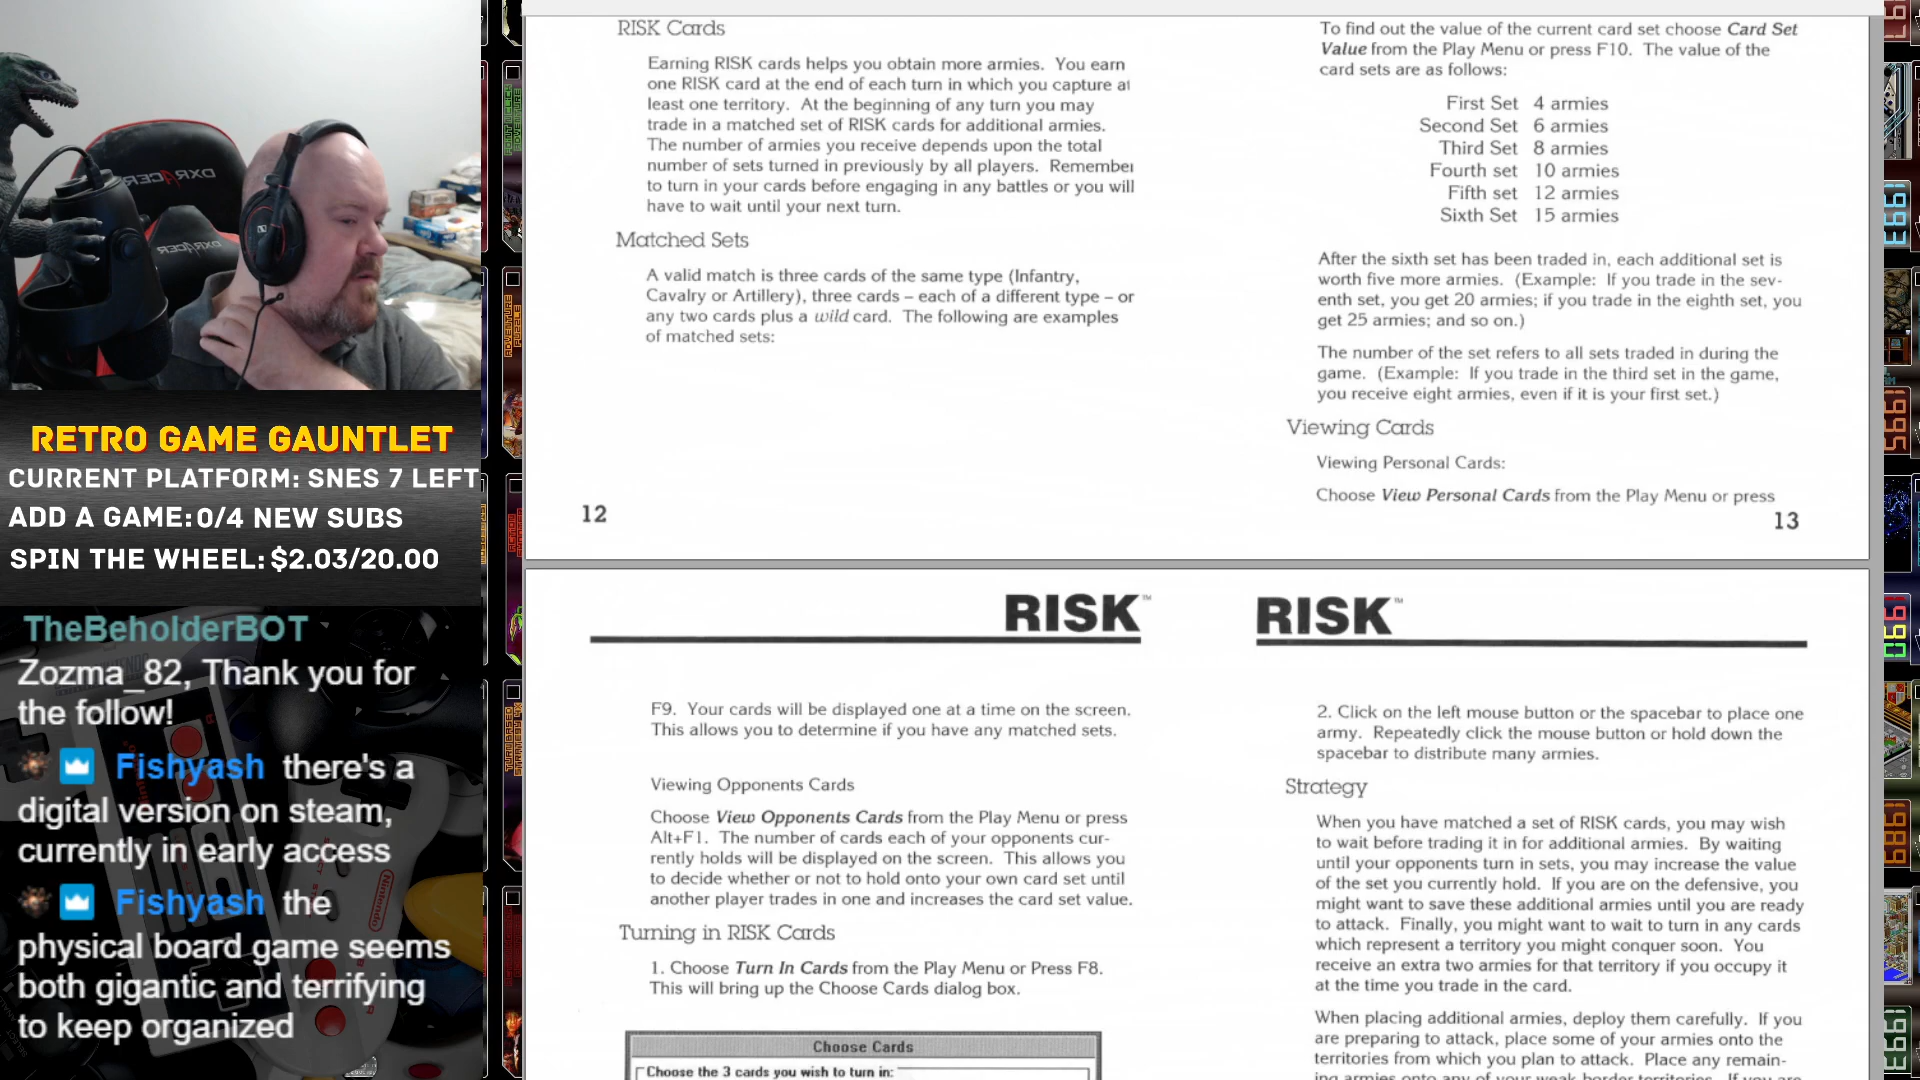 RISK Cards
Earning RISK cards helps you obtain more armies. You earn
one RISK card at the end of each turn in which you capture at
least one territory. At the beginning of any turn you may
trade in a matched set of RISK cards for additional armies.
The number of armies you receive depends upon the total
number of sets turned in previously by all players. Remember
to turn in your cards before engaging in any battles or you will
have to wait until your next turn.
Matched Sets
A valid match is three cards of the same type (Infantry,
Cavalry or Artillery), three cards – each of a different type – or
any two cards plus a wild card. The following are examples
of matched sets:
12
To find out the value of the current card set choose Card Set
Value from the Play Menu or press F10. The value of the
card sets are as follows:
First Set 4 armies
Second Set 6 armies
Third Set 8 armies
Fourth set 10 armies
Fifth set 12 armies
Sixth Set 15 armies
After the sixth set has been traded in, each additional set is
worth five more armies. (Example: If you trade in the sev-
enth set, you get 20 armies; if you trade in the eighth set, you
get 25 armies; and so on.)
The number of the set refers to all sets traded in during the
game. (Example: If you trade in the third set in the game,
you receive eight armies, even if it is your first set.)
Viewing Cards
Viewing Personal Cards:
Choose View Personal Cards from the Play Menu or press
13
RISK™
F9. Your cards will be displayed one at a time on the screen.
This allows you to determine if you have any matched sets.
Viewing Opponents Cards
Choose View Opponents Cards from the Play Menu or press
Alt+F1. The number of cards each of your opponents cur-
rently holds will be displayed on the screen. This allows you
to decide whether or not to hold onto your own card set until
another player trades in one and increases the card set value.
Turning in RISK Cards
1. Choose Turn In Cards from the Play Menu or Press F8.
This will bring up the Choose Cards dialog box.
Choose Cards
Choose the 3 cards you wish to turn in:
RISK™
2. Click on the left mouse button or the spacebar to place one
army. Repeatedly click the mouse button or hold down the
spacebar to distribute many armies.
Strategy
When you have matched a set of RISK cards, you may wish
to wait before trading it in for additional armies. By waiting
until your opponents turn in sets, you may increase the value
of the set you currently hold. If you are on the defensive, you
might want to save these additional armies until you are ready
to attack. Finally, you might want to wait to turn in any cards
which represent a territory you might conquer soon. You
receive an extra two armies for that territory if you occupy it
at the time you trade in the card.
When placing additional armies, deploy them carefully. If you
are preparing to attack, place some of your armies onto the
territories from which you plan to attack. Place any remain-
ing armies onto any of your weak border territories. If you are
DXRACER
DXRACER
RETRO GAME GAUNTLET
CURRENT PLATFORM: SNES 7 LEFT
ADD A GAME: 0/4 NEW SUBS
SPIN THE WHEEL: $2.03/20.00
TheBeholderBOT
Zozma_82, Thank you for
the follow!
Fishyash there's a
digital version on steam,
currently in early access
Fishyash the
physical board game seems
both gigantic and terrifying
to keep organized
Nintendo
POINT N CLICK
ADVENTURE
ADVENTURE
PUZZLE
ACTION
TURN BASED
STRATEGY 4X
1993
1995
1989
1993